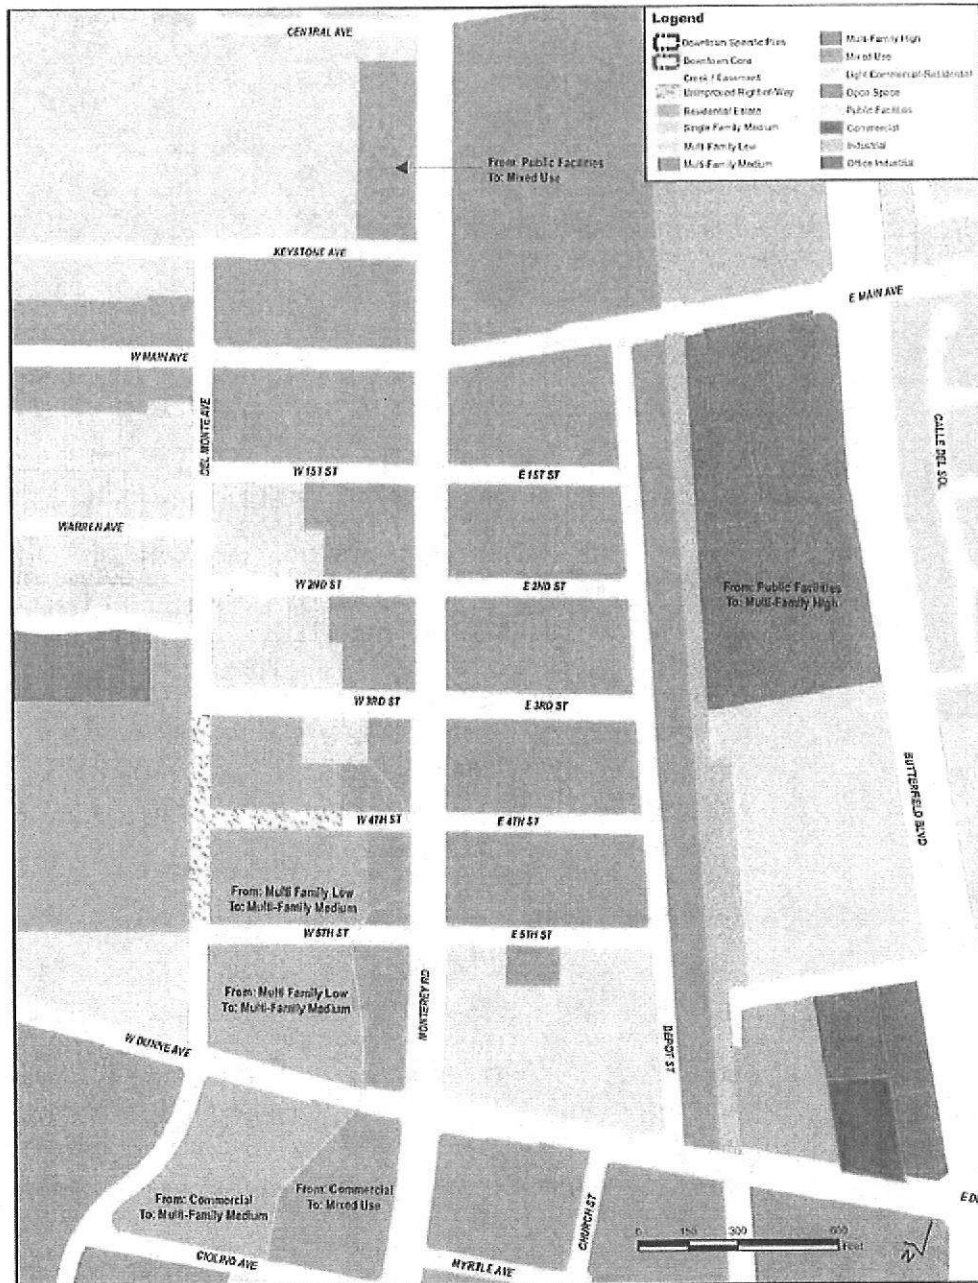 Legend
Downtown Specific Plan
Downtown Core
Creek / Easement
Unimproved Right-of-Way
Residential Estate
Single Family Medium
Multi-Family Low
Multi-Family Medium
Multi-Family High
Mixed Use
Light Commercial-Residential
Open Space
Public Facilities
Commercial
Industrial
Office Industrial
CENTRAL AVE
From: Public Facilities
To: Mixed Use
KEYSTONE AVE
E MAIN AVE
W MAIN AVE
DEL MONTE AVE
CALLE DEL SOL
W 1ST ST
E 1ST ST
WARREN AVE
W 2ND ST
E 2ND ST
From: Public Facilities
To: Multi-Family High
W 3RD ST
E 3RD ST
BUTTERFIELD BLVD
W 4TH ST
E 4TH ST
From: Multi Family Low
To: Multi-Family Medium
W 5TH ST
E 5TH ST
From: Multi Family Low
To: Multi-Family Medium
MONTEREY RD
DEPOT ST
W DUNNE AVE
From: Commercial
To: Multi-Family Medium
From: Commercial
To: Mixed Use
CHURCH ST
E DU
CIOLINO AVE
MYRTLE AVE
0 150 300 600
Feet
N